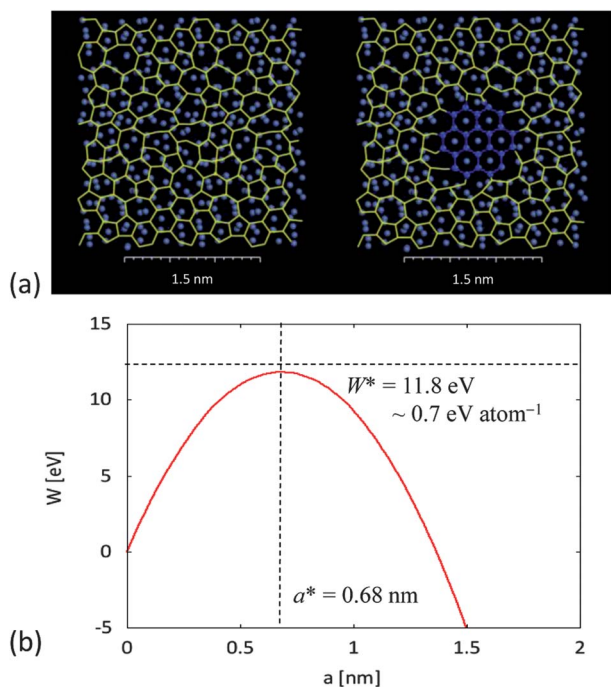 1.5 nm 1.5 nm
(a)
15
10
5
0
-5
W [eV]
W* = 11.8 eV
~ 0.7 eV atom⁻¹
a* = 0.68 nm
0 0.5 1 1.5 2
(b)
a [nm]